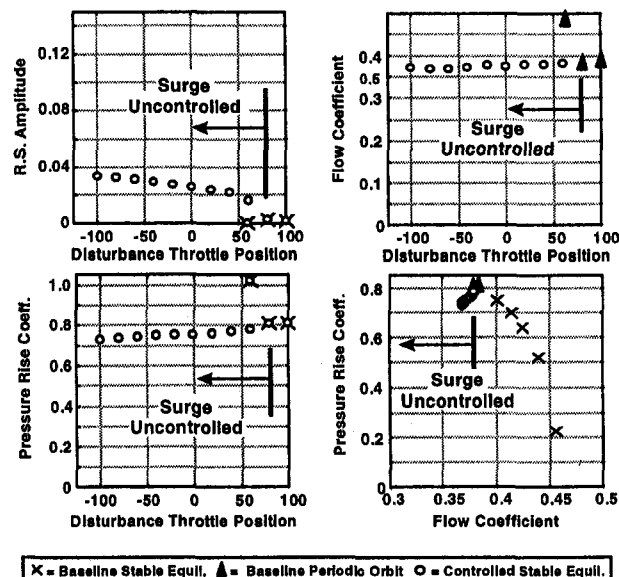 0.15
0.12
0.08
0.04
0
R.S. Amplitude
Surge
Uncontrolled
-100 -50 0 50 100
Disturbance Throttle Position
0.4
0.6
0.3
0.2
0.1
0
Flow Coefficient
Surge
Uncontrolled
-100 -50 0 50 100
Disturbance Throttle Position
1.0
0.8
0.6
0.4
0.2
0
Pressure Rise Coeff.
Surge
Uncontrolled
-100 -50 0 50 100
Disturbance Throttle Position
0.8
0.6
0.4
0.2
0
Pressure Rise Coeff.
Surge
Uncontrolled
0.3 0.35 0.4 0.45 0.5
Flow Coefficient
X = Baseline Stable Equil. ▲ = Baseline Periodic Orbit O = Controlled Stable Equil.